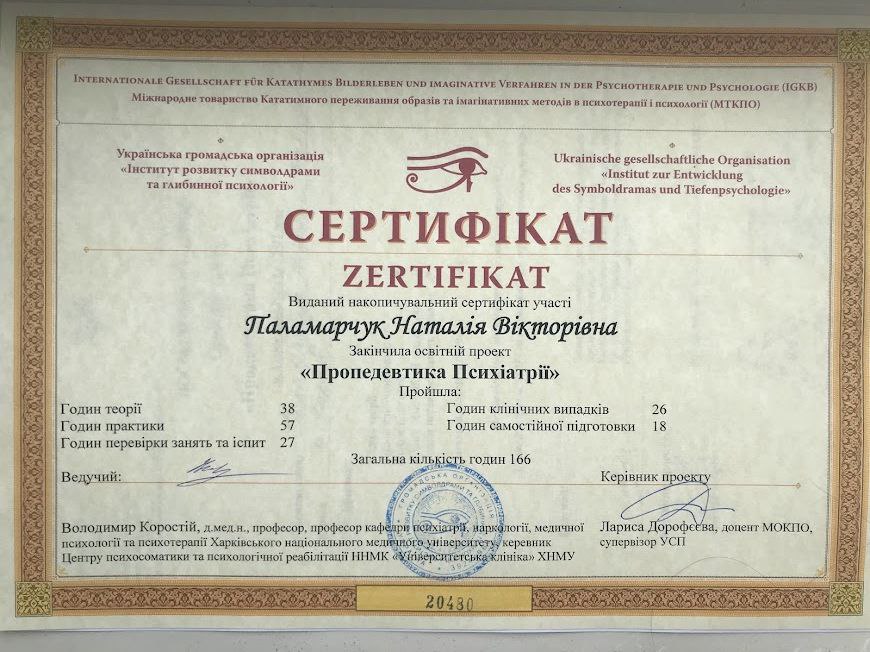 Internationale Gesellschaft für Katathymes Bilderleben und imaginative Verfahren in der Psychotherapie und Psychologie (IGKB)
Міжнародне товариство Кататимного переживання образів та імагінативних методів в психотерапії і психології (МТКПО)
Українська громадська організація
«Інститут розвитку символдрами
та глибинної психології»
Ukrainische gesellschaftliche Organisation
«Institut zur Entwicklung
des Symboldramas und Tiefenpsychologie»
СЕРТИФІКАТ
ZERTIFIKAT
Виданий накопичувальний сертифікат участі
Паламарчук Наталія Вікторівна
Закінчила освітній проект
«Пропедевтика Психіатрії»
Пройшла:
Годин теорії 38
Годин практики 57
Годин перевірки занять та іспит 27
Годин клінічних випадків 26
Годин самостійної підготовки 18
Загальна кількість годин 166
Ведучий:
Керівник проекту
Володимир Коростій, д.мед.н., професор, професор кафедри психіатрії, наркології, медичної
психології та психотерапії Харківського національного медичного університету, керевник
Центру психосоматики та психологічної реабілітації ННМК «Університетська клініка» ХНМУ
Лариса Дорофєєва, доцент МОКПО,
супервізор УСП
20480